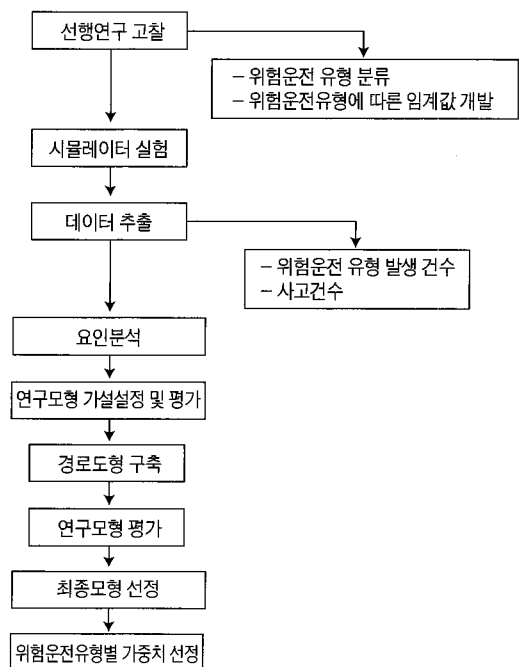 선행연구 고찰
– 위험운전 유형 분류
– 위험운전유형에 따른 임계값 개발
시뮬레이터 실험
데이터 추출
– 위험운전 유형 발생 건수
– 사고건수
요인분석
연구모형 가설설정 및 평가
경로도형 구축
연구모형 평가
최종모형 선정
위험운전유형별 가중치 선정